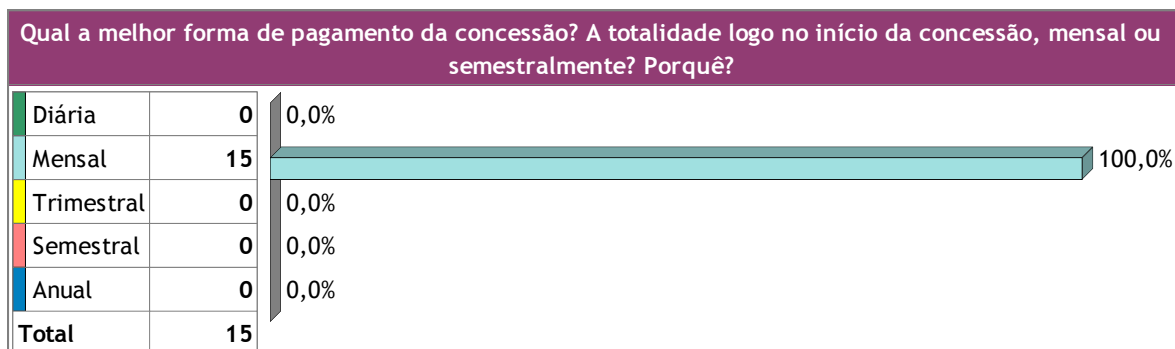 Qual a melhor forma de pagamento da concessão? A totalidade logo no início da concessão, mensal ou
semestralmente? Porquê?
Diária 0 0,0%
Mensal 15 100,0%
Trimestral 0 0,0%
Semestral 0 0,0%
Anual 0 0,0%
Total 15